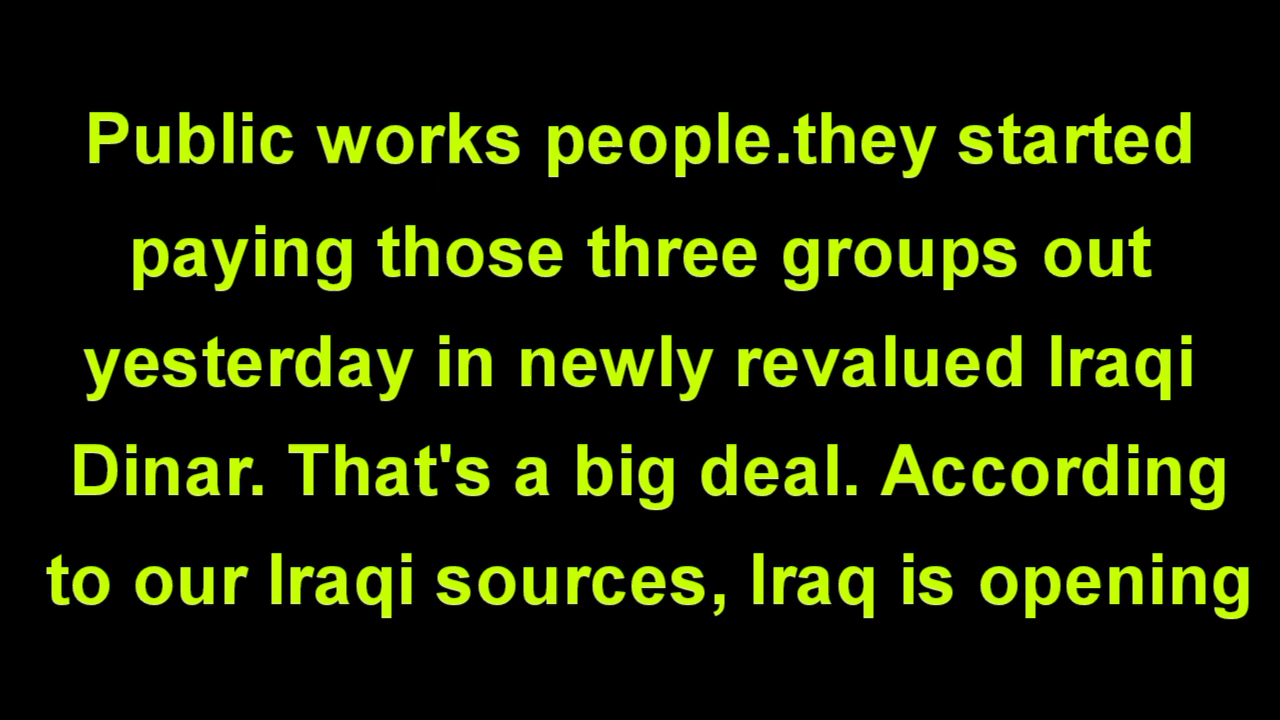 Public works people.they started
paying those three groups out
yesterday in newly revalued Iraqi
Dinar. That's a big deal. According
to our Iraqi sources, Iraq is opening